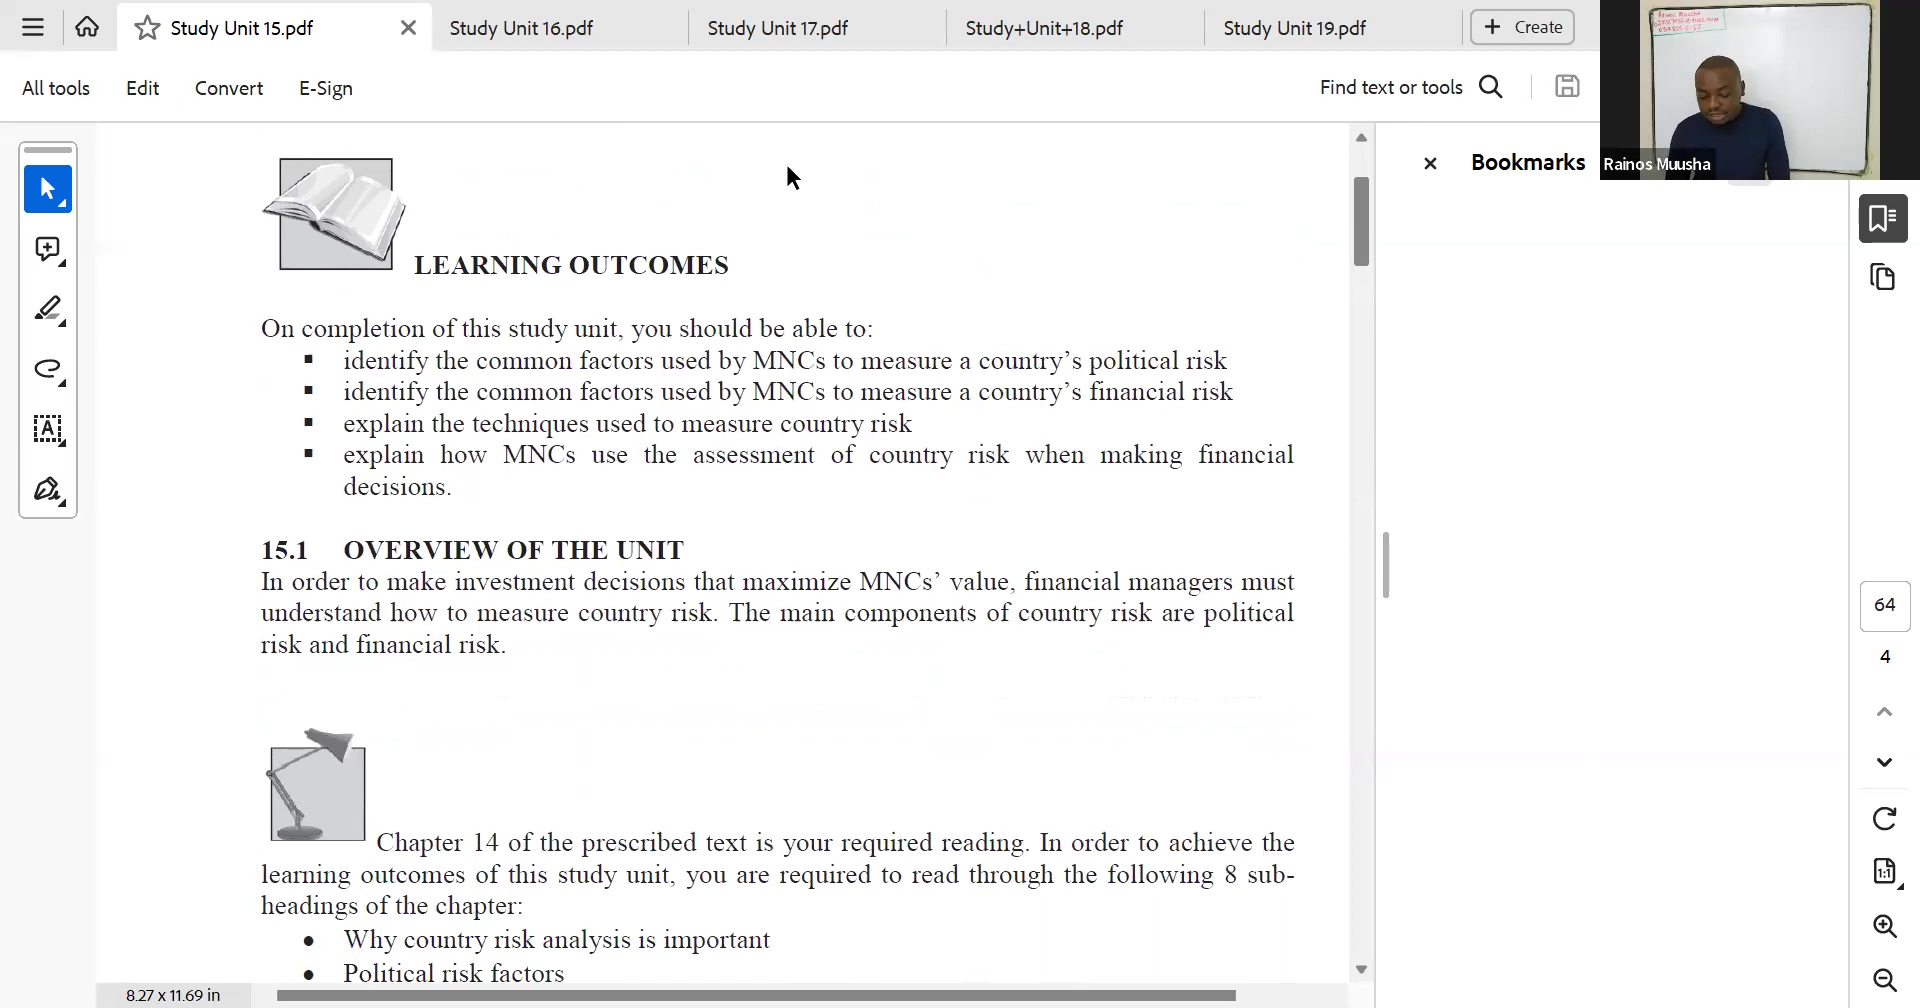 Study Unit 15.pdf
Study Unit 16.pdf
Study Unit 17.pdf
Study+Unit+18.pdf
Study Unit 19.pdf
Create
All tools
Edit
Convert
E-Sign
Find text or tools
Bookmarks
Rainos Muusha
LEARNING OUTCOMES
On completion of this study unit, you should be able to:
▪ identify the common factors used by MNCs to measure a country’s political risk
▪ identify the common factors used by MNCs to measure a country’s financial risk
▪ explain the techniques used to measure country risk
▪ explain how MNCs use the assessment of country risk when making financial
decisions.
15.1 OVERVIEW OF THE UNIT
In order to make investment decisions that maximize MNCs’ value, financial managers must
understand how to measure country risk. The main components of country risk are political
risk and financial risk.
Chapter 14 of the prescribed text is your required reading. In order to achieve the
learning outcomes of this study unit, you are required to read through the following 8 sub-
headings of the chapter:
• Why country risk analysis is important
• Political risk factors
64
4
1:1
8.27 x 11.69 in